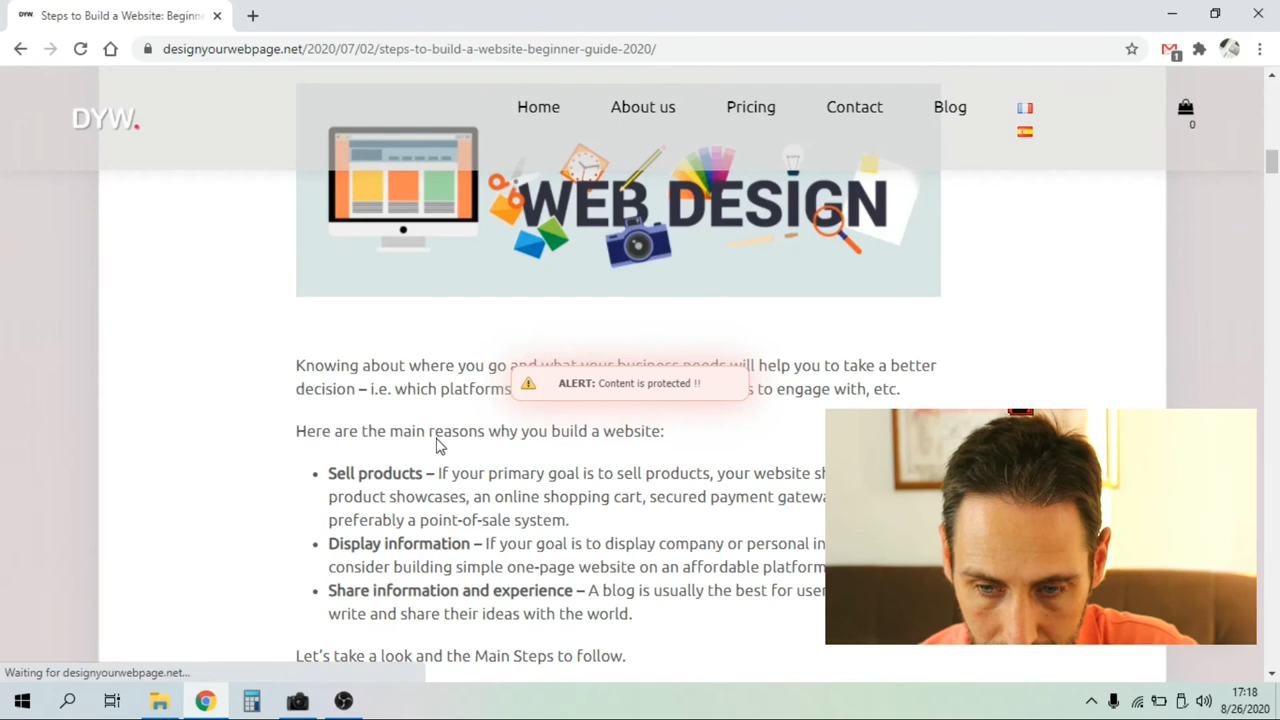 DYW. Steps to Build a Website: Beginn
designyourwebpage.net/2020/07/02/steps-to-build-a-website-beginner-guide-2020/
1
DYW.
Home About us Pricing Contact Blog
0
WEB DESIGN
Knowing about where you go and what your business needs will help you to take a better
decision – i.e. which platforms
s to engage with, etc.
ALERT: Content is protected !!
Here are the main reasons why you build a website:
• Sell products – If your primary goal is to sell products, your website sh
product showcases, an online shopping cart, secured payment gatewa
preferably a point-of-sale system.
• Display information – If your goal is to display company or personal in
consider building simple one-page website on an affordable platform
• Share information and experience – A blog is usually the best for user
write and share their ideas with the world.
Let’s take a look and the Main Steps to follow.
Waiting for designyourwebpage.net...
17:18
8/26/2020